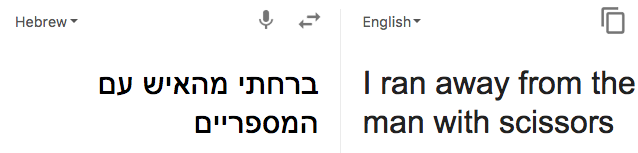 Hebrew
English
ברחתי מהאיש עם
המספריים
I ran away from the
man with scissors